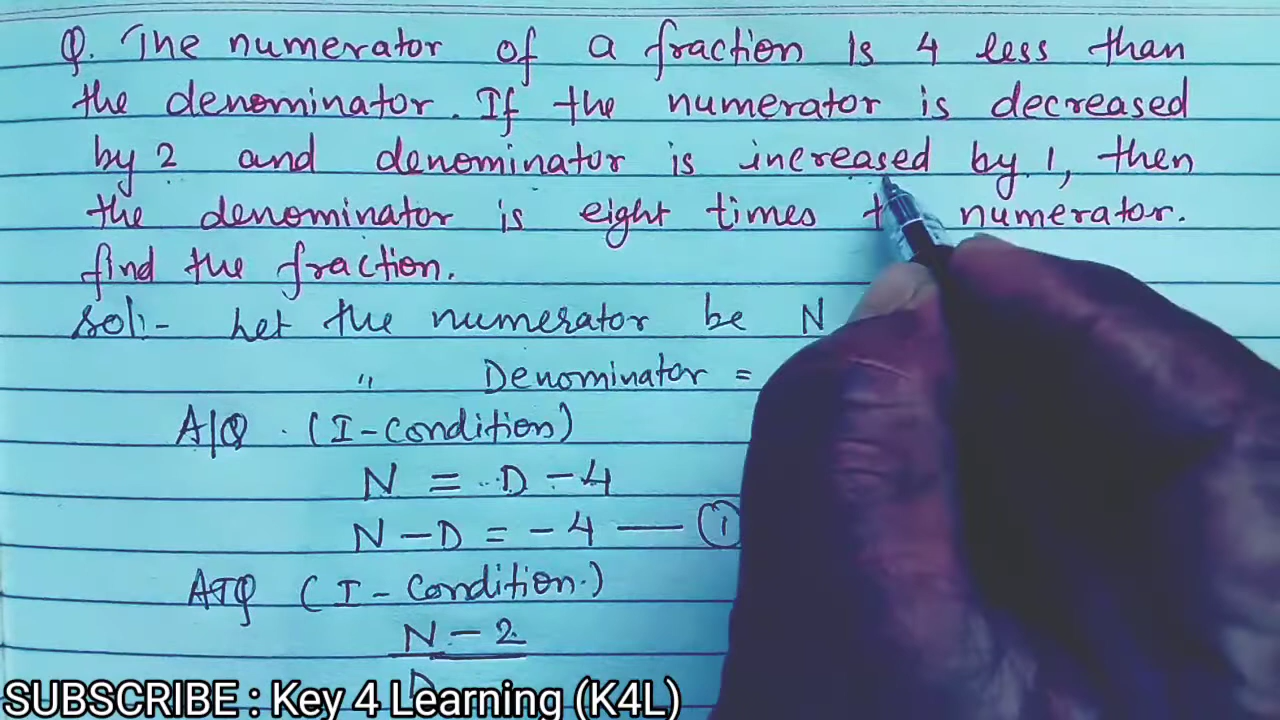 Q. The numerator of a fraction is 4 less than
the denominator. If the numerator is decreased
by 2 and denominator is increased by 1, then
the denominator is eight times numerator.
find the fraction.
Sol:- Let the numerator be N
" Denominator =
A/Q. (I-Condition)
N = D - 4
N - D = - 4 — ①
ATQ (I - Condition.)
N - 2
D
SUBSCRIBE : Key 4 Learning (K4L)